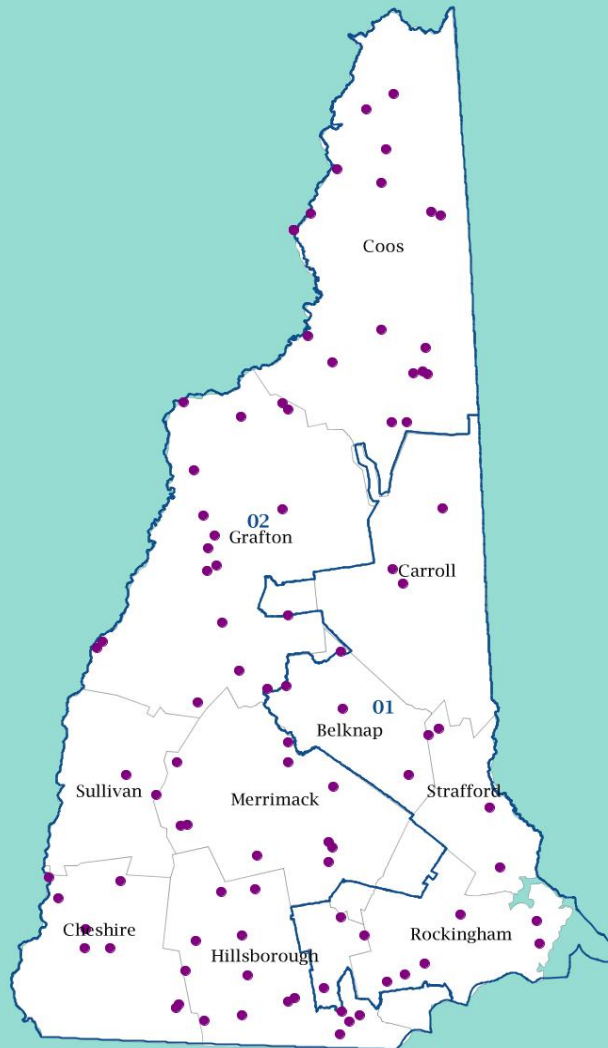 Coos
02
Grafton
Carroll
01
Belknap
Sullivan
Merrimack
Strafford
Cheshire
Hillsborough
Rockingham